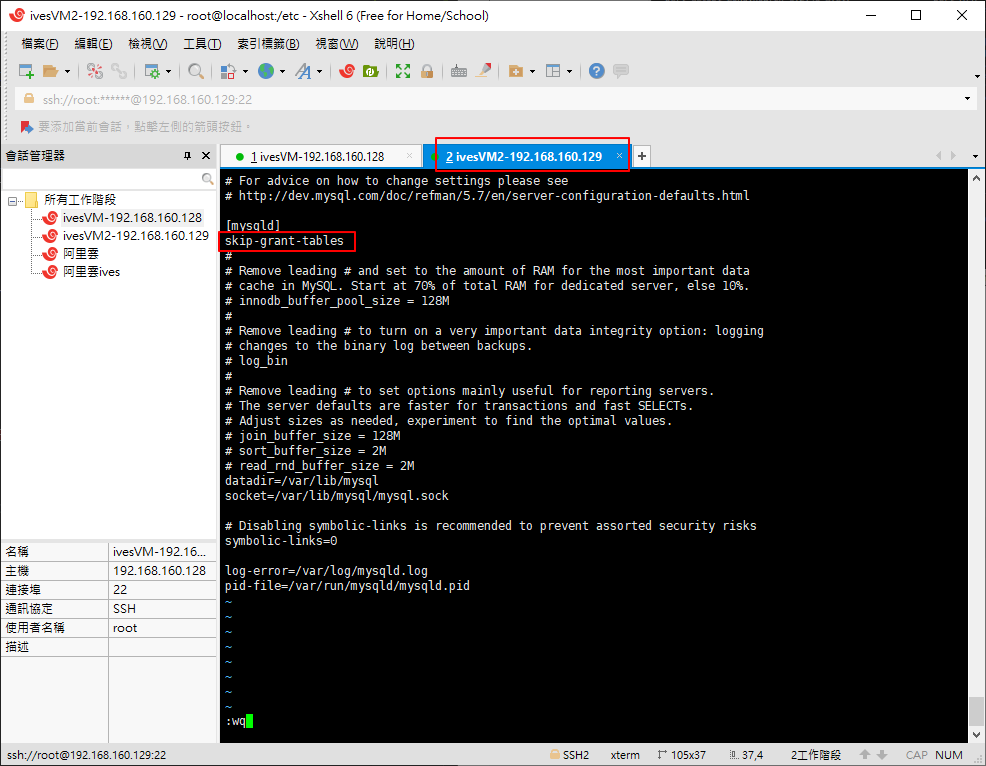 ivesVM2-192.168.160.129 - root@localhost:/etc - Xshell 6 (Free for Home/School)
檔案(F) 編輯(E) 檢視(V) 工具(T) 索引標籤(B) 視窗(W) 說明(H)
ssh://root:******@192.168.160.129:22
要添加當前會話，點擊左側的箭頭按鈕。
會話管理器
1 ivesVM-192.168.160.128 × 2 ivesVM2-192.168.160.129 × +
所有工作階段
ivesVM-192.168.160.128
ivesVM2-192.168.160.129
阿里雲
阿里雲ives
名稱 ivesVM-192.16...
主機 192.168.160.128
連接埠 22
通訊協定 SSH
使用者名稱 root
描述
# For advice on how to change settings please see
# http://dev.mysql.com/doc/refman/5.7/en/server-configuration-defaults.html
[mysqld]
skip-grant-tables
#
# Remove leading # and set to the amount of RAM for the most important data
# cache in MySQL. Start at 70% of total RAM for dedicated server, else 10%.
# innodb_buffer_pool_size = 128M
#
# Remove leading # to turn on a very important data integrity option: logging
# changes to the binary log between backups.
# log_bin
#
# Remove leading # to set options mainly useful for reporting servers.
# The server defaults are faster for transactions and fast SELECTs.
# Adjust sizes as needed, experiment to find the optimal values.
# join_buffer_size = 128M
# sort_buffer_size = 2M
# read_rnd_buffer_size = 2M
datadir=/var/lib/mysql
socket=/var/lib/mysql/mysql.sock
# Disabling symbolic-links is recommended to prevent assorted security risks
symbolic-links=0
log-error=/var/log/mysqld.log
pid-file=/var/run/mysqld/mysqld.pid
~
~
~
~
~
~
~
~
:wq
ssh://root@192.168.160.129:22 SSH2 xterm 105x37 37,4 2工作階段 CAP NUM